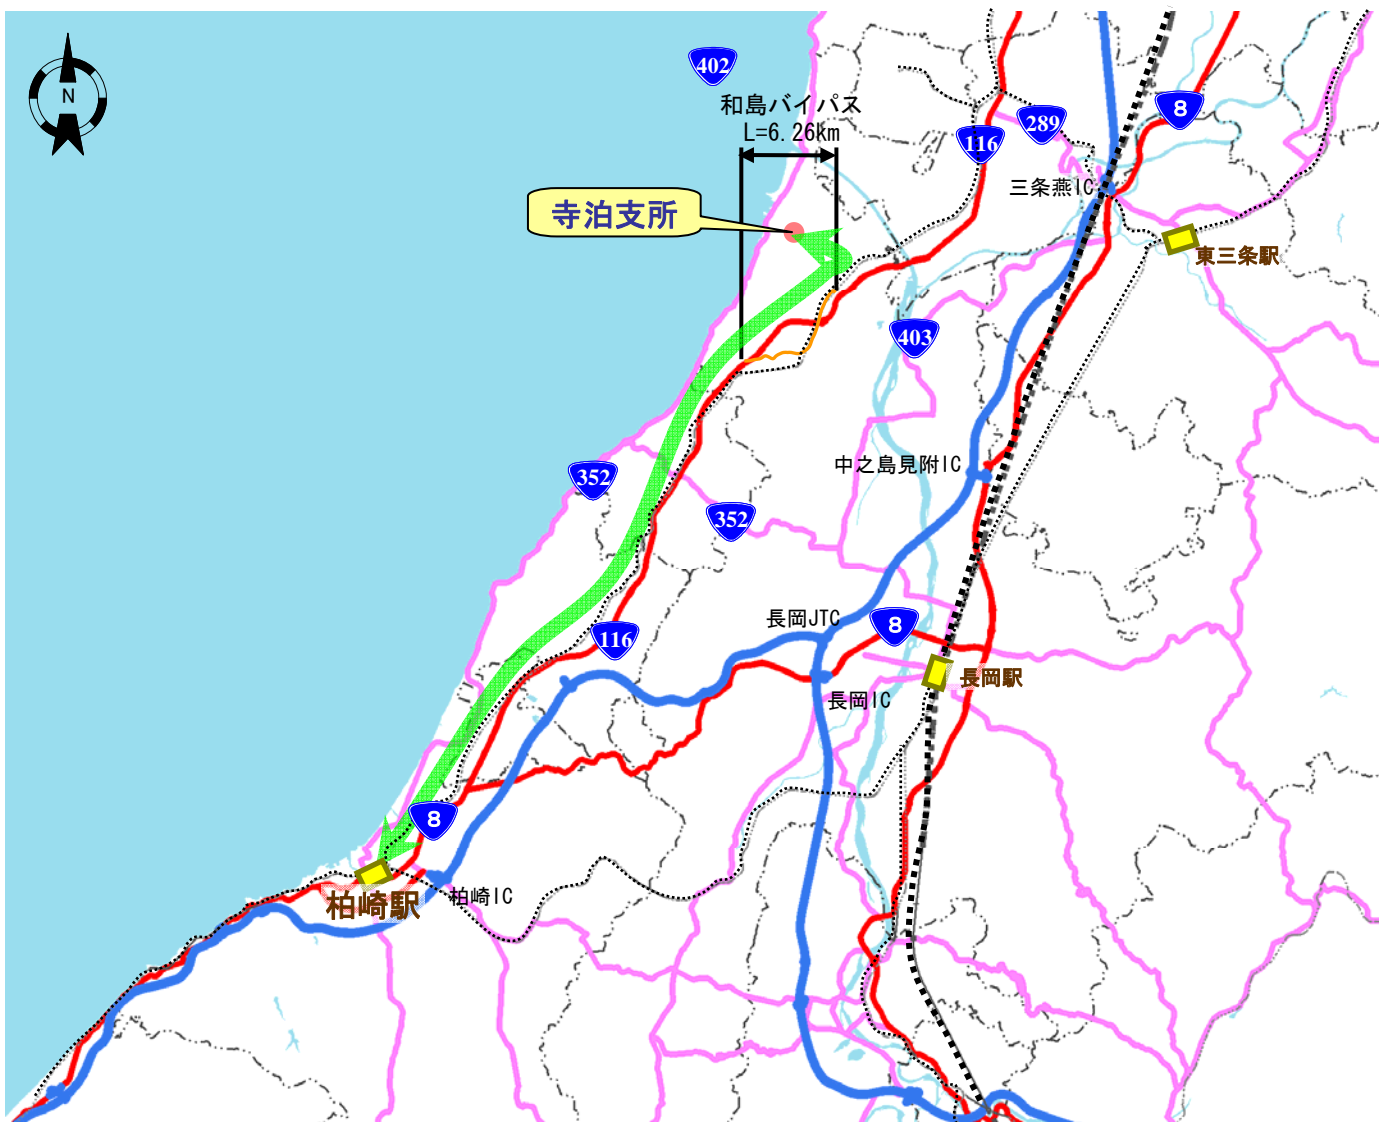 N
402
和島バイパス
L=6.26km
116
289
8
三条燕IC
寺泊支所
東三条駅
403
中之島見附IC
352
352
長岡JTC
8
116
長岡駅
長岡IC
8
柏崎駅
柏崎IC